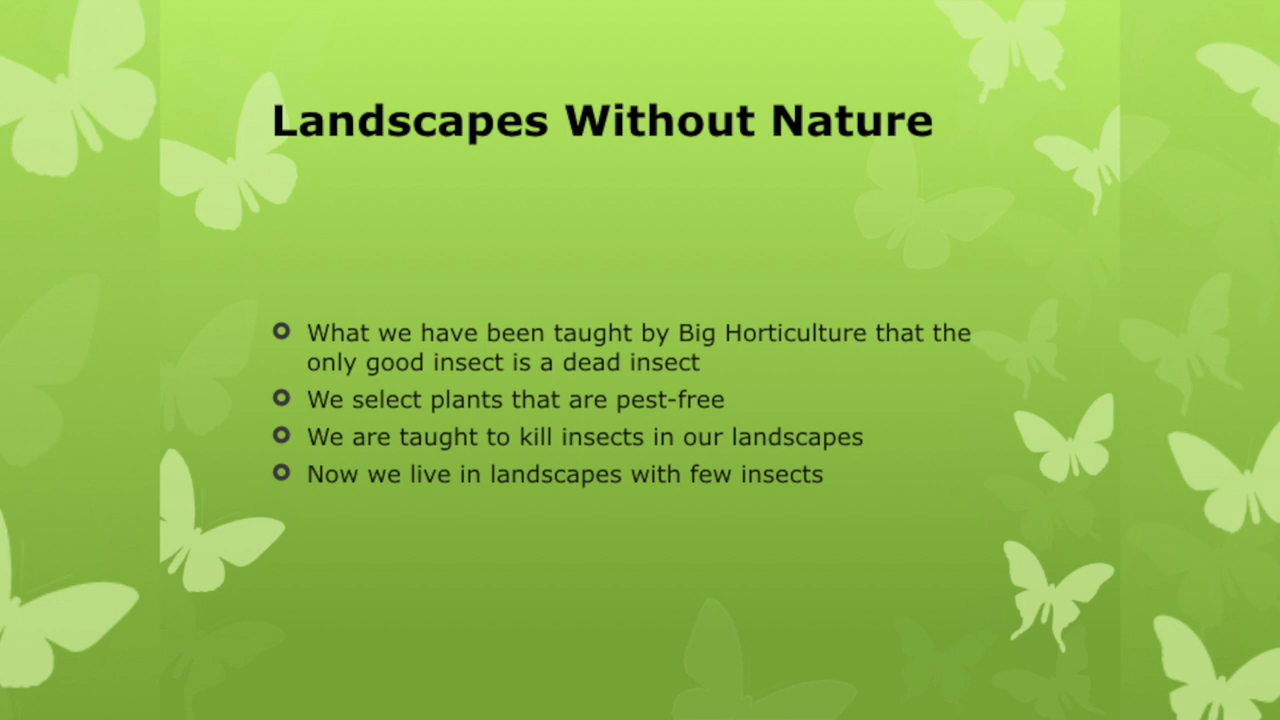 Landscapes Without Nature
What we have been taught by Big Horticulture that the
only good insect is a dead insect
We select plants that are pest-free
We are taught to kill insects in our landscapes
Now we live in landscapes with few insects